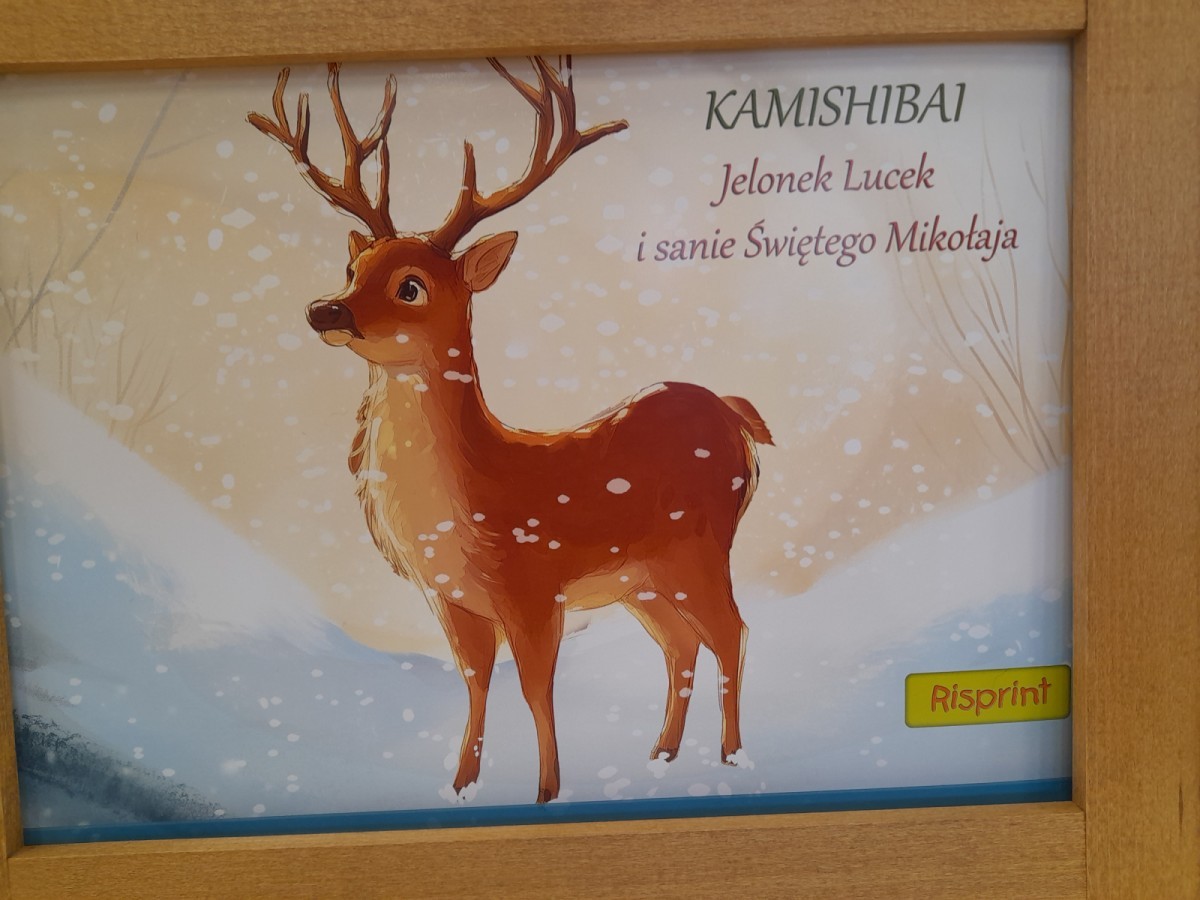 KAMISHIBAI
Jelonek Lucek
i sanie Świętego Mikołaja
Risprint